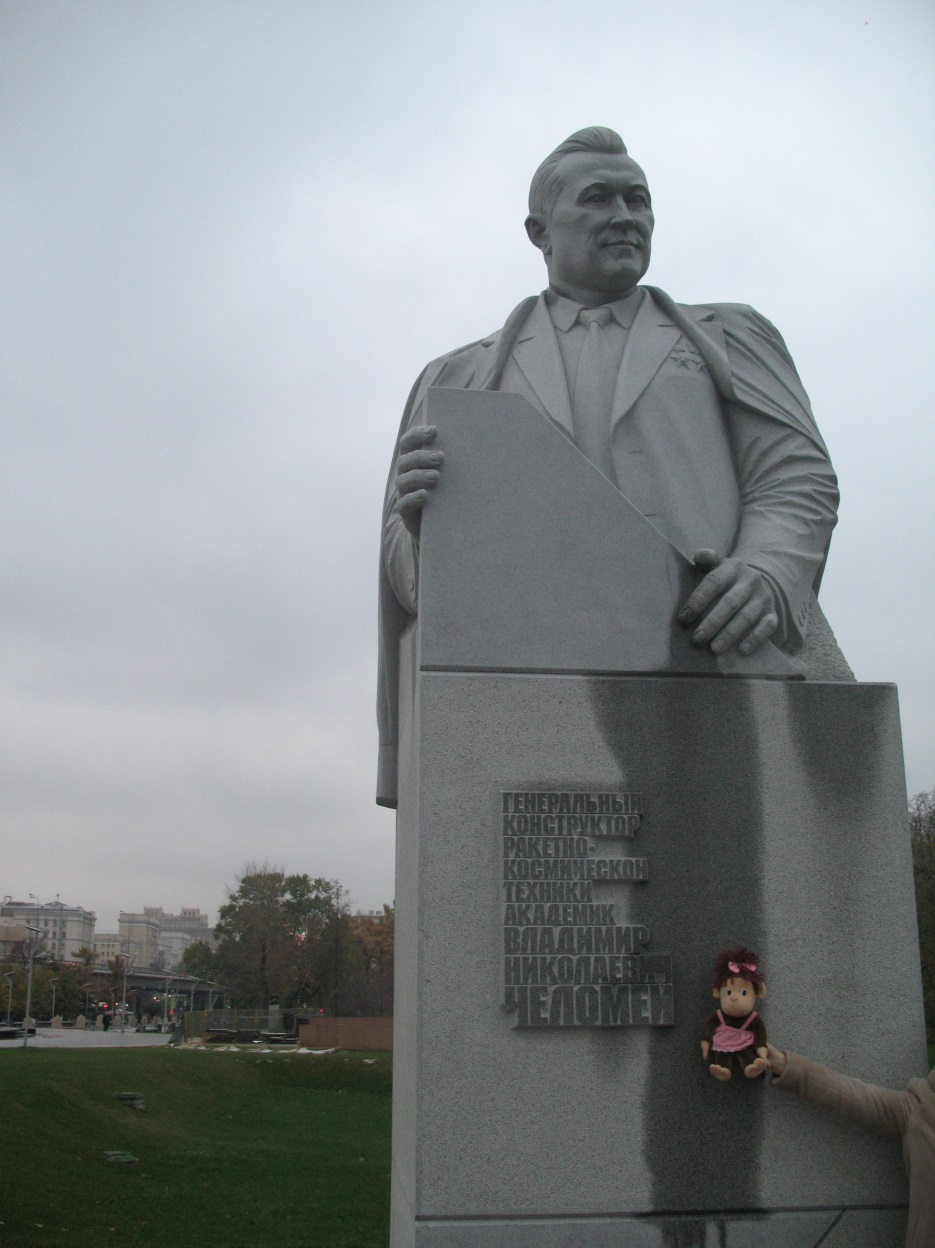 ГЕНЕРАЛЬНЫЙ
КОНСТРУКТОР
РАКЕТНО-
КОСМИЧЕСКОЙ
ТЕХНИКИ
АКАДЕМИК
ВЛАДИМИР
НИКОЛАЕВИЧ
ЧЕЛОМЕЙ